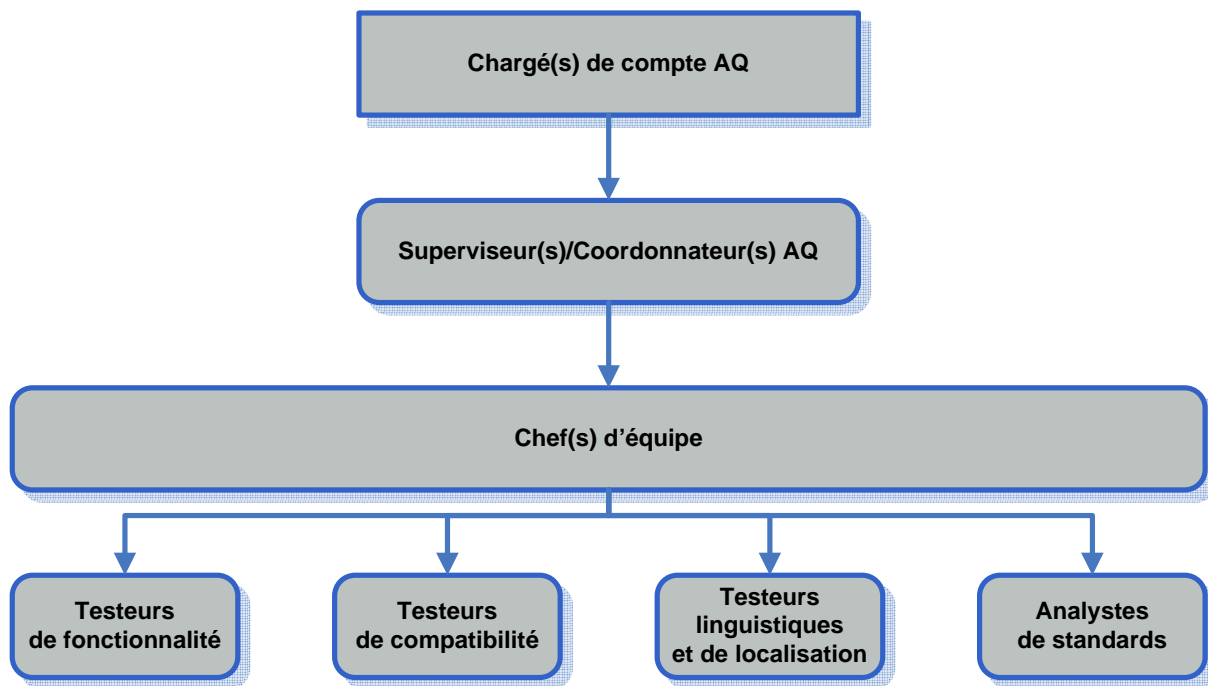 Chargé(s) de compte AQ
Superviseur(s)/Coordonnateur(s) AQ
Chef(s) d’équipe
Testeurs
de fonctionnalité
Testeurs
de compatibilité
Testeurs
linguistiques
et de localisation
Analystes
de standards